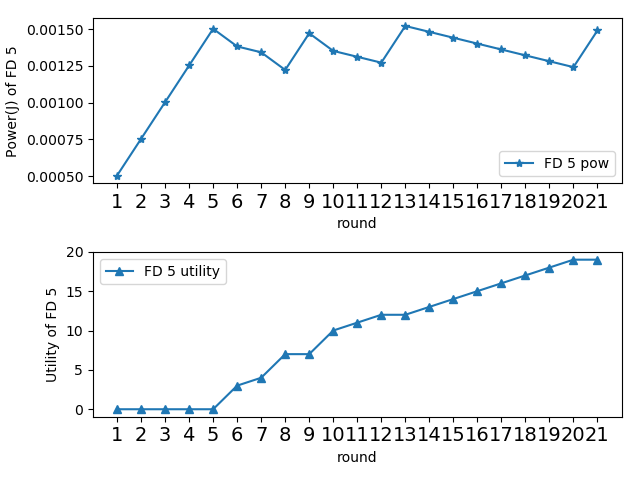 Power(J) of FD 5
0.00150
0.00125
0.00100
0.00075
0.00050
FD 5 pow
1 2 3 4 5 6 7 8 9 10 11 12 13 14 15 16 17 18 19 20 21
round
Utility of FD 5
20
15
10
5
0
FD 5 utility
1 2 3 4 5 6 7 8 9 10 11 12 13 14 15 16 17 18 19 20 21
round